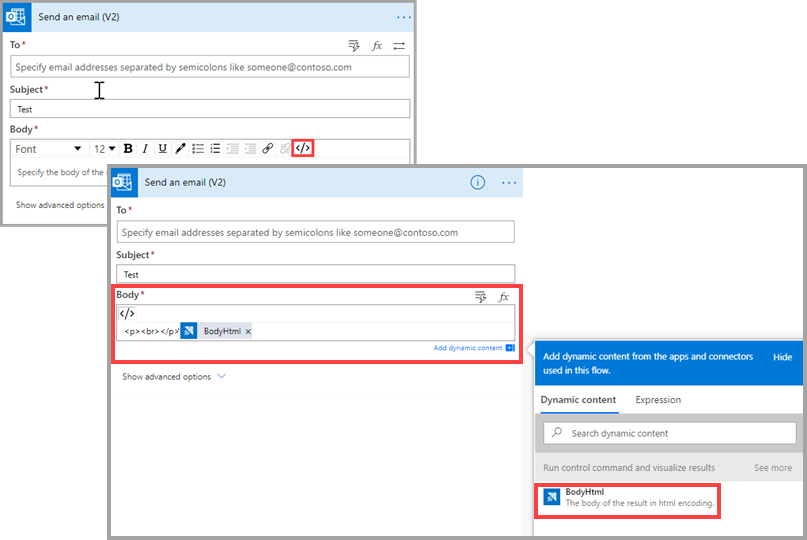 Send an email (V2)
To*
fx
Specify email addresses separated by semicolons like someone@contoso.com
Subject*
Test
Body*
Font 12 B I U </>
Specify the body of the
Show advanced options
Send an email (V2)
To*
Specify email addresses separated by semicolons like someone@contoso.com
Subject*
Test
Body*
fx
</>
<p><br></p> BodyHtml ×
Add dynamic content
Show advanced options
Add dynamic content from the apps and connectors
used in this flow.
Hide
Dynamic content Expression
Search dynamic content
Run control command and visualize results See more
BodyHtml
The body of the result in html encoding.